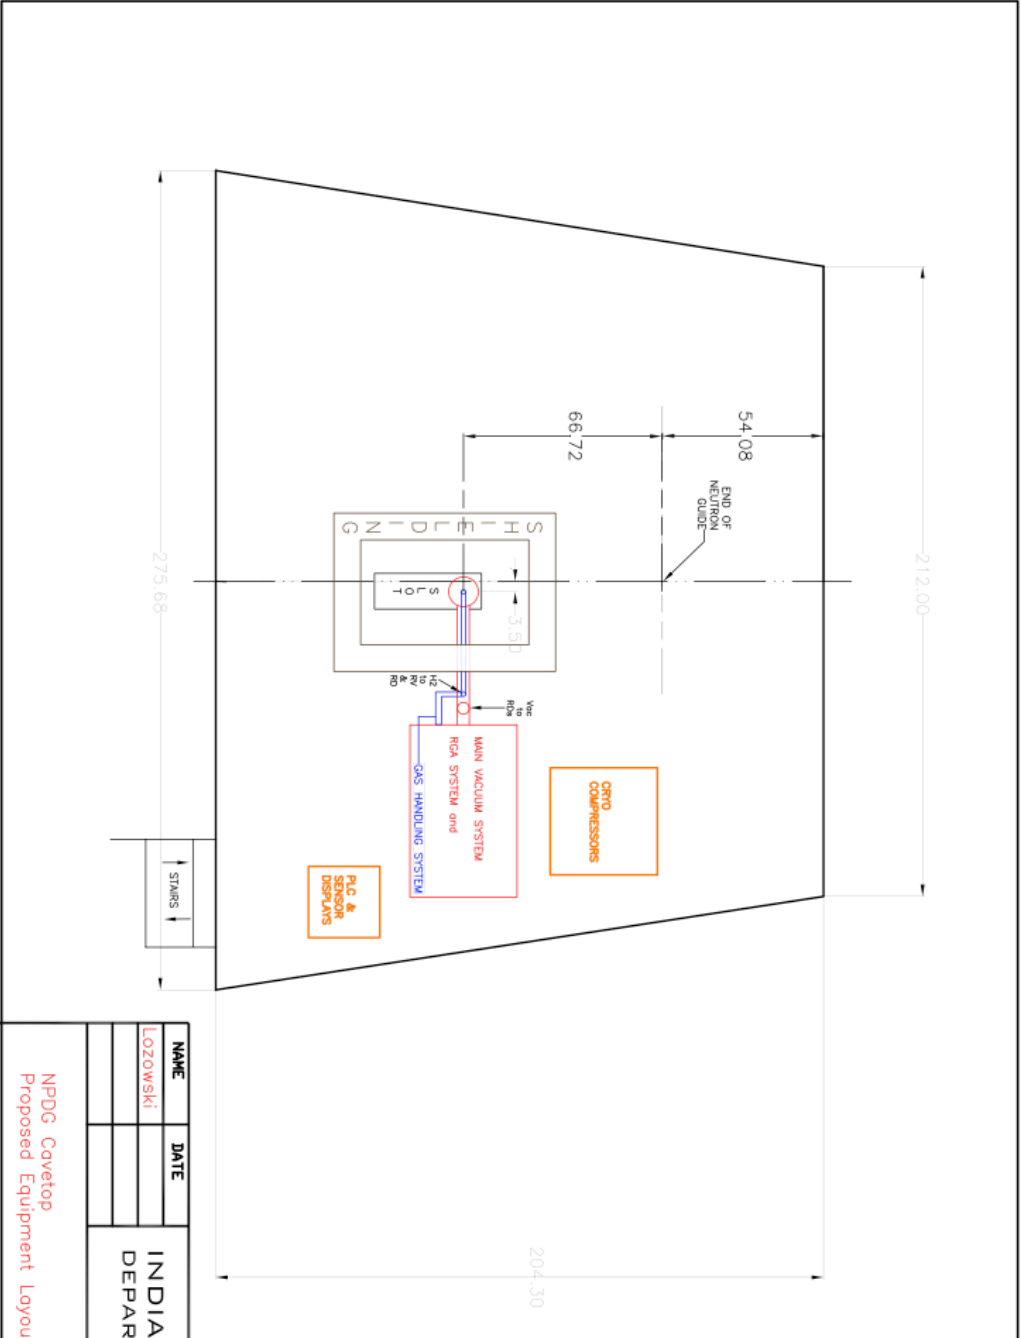 212.00
54.08
END OF
NEUTRON
GUIDE
66.72
SHIEFLDING
SLOT
3.50
H2
to
RV
&
RD
Vac
to
RDs
MAIN VACUUM SYSTEM
RGA SYSTEM and
GAS HANDLING SYSTEM
CRYO
COMPRESSORS
PLC &
SENSOR
DISPLAYS
STAIRS
275.68
204.30
NAME
DATE
Lozowski
INDIA
DEPAR
NPDG Cavetop
Proposed Equipment Layou